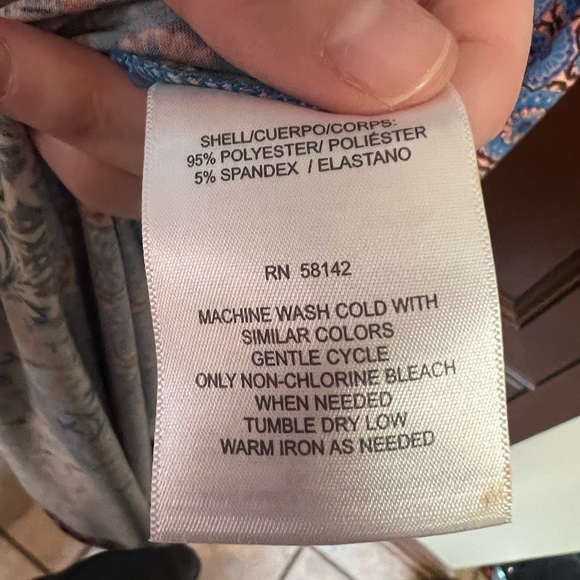 SHELL/CUERPO/CORPS:
95% POLYESTER/ POLIÉSTER
5% SPANDEX / ELASTANO
RN 58142
MACHINE WASH COLD WITH
SIMILAR COLORS
GENTLE CYCLE
ONLY NON-CHLORINE BLEACH
WHEN NEEDED
TUMBLE DRY LOW
WARM IRON AS NEEDED